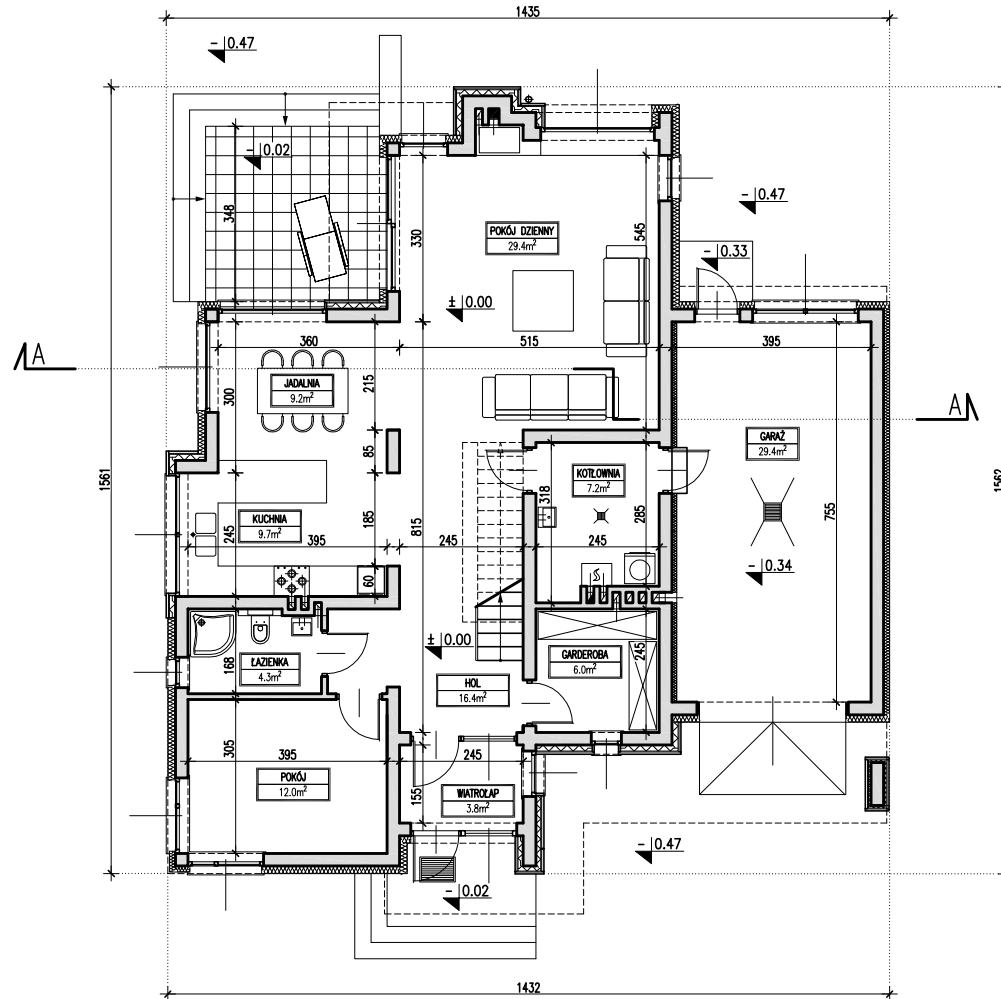 1435
- 0.47
- 0.02
- 0.47
348
330
545
POKÓJ DZIENNY
29.4m²
- 0.33
± 0.00
A
360
515
395
JADALNIA
9.2m²
300
215
A
GARAŻ
29.4m²
85
1561
1562
KOTŁOWNIA
7.2m²
318
KUCHNIA
9.7m²
245
185
815
285
755
395
245
245
60
- 0.34
± 0.00
ŁAZIENKA
4.3m²
168
GARDEROBA
6.0m²
245
HOL
16.4m²
305
395
245
POKÓJ
12.0m²
155
WIATROŁAP
3.8m²
- 0.47
- 0.02
1432